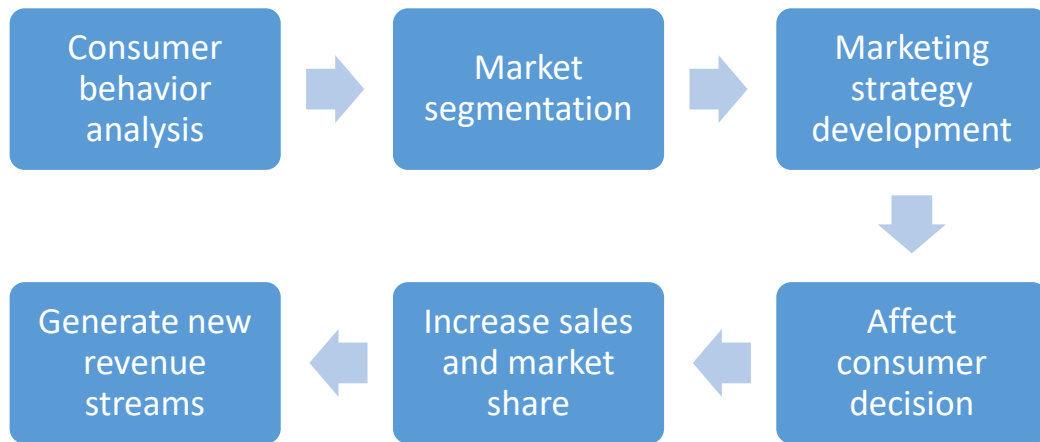 Consumer
behavior
analysis
Market
segmentation
Marketing
strategy
development
Affect
consumer
decision
Increase sales
and market
share
Generate new
revenue
streams